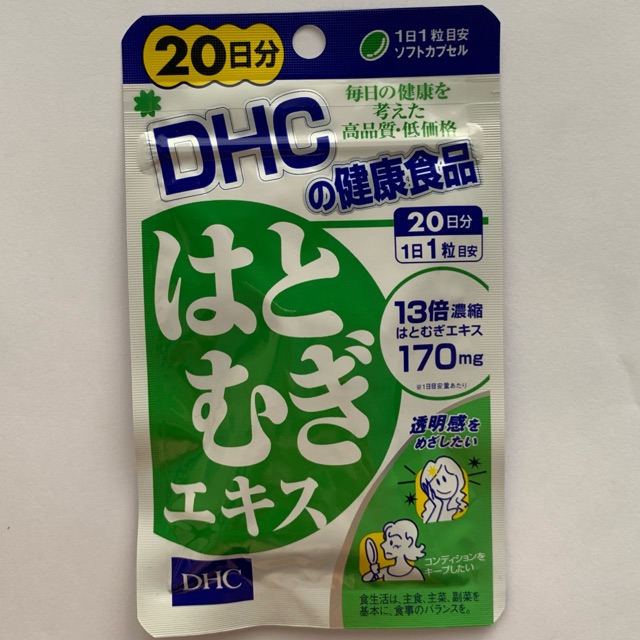 20日分
1日1粒目安
ソフトカプセル
毎日の健康を
考えた
高品質・低価格
DHC
の健康食品
20日分
1日1粒目安
はと
むぎ
エキス
13倍濃縮
はとむぎエキス
170mg
※1日目安量あたり
透明感を
めざしたい
コンディションを
キープしたい
DHC
食生活は、主食、主菜、副菜を
基本に、食事のバランスを。